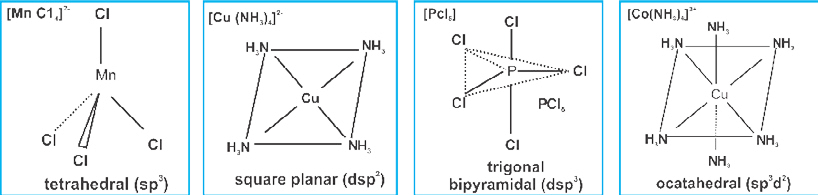 [Mn C1₄]²⁻
Cl
Mn
Cl
Cl
Cl
tetrahedral (sp³)
[Cu (NH₃)₄]²⁻
H₃N
NH₃
Cu
H₃N
NH₃
square planar (dsp²)
[Pcl₅]
Cl
Cl
P
Cl
Cl
PCl₅
Cl
trigonal
bipyramidal (dsp³)
[Co(NH₃)₆]³⁺
NH₃
H₃N
NH₃
Cu
H₃N
NH₃
NH₃
ocatahedral (sp³d²)